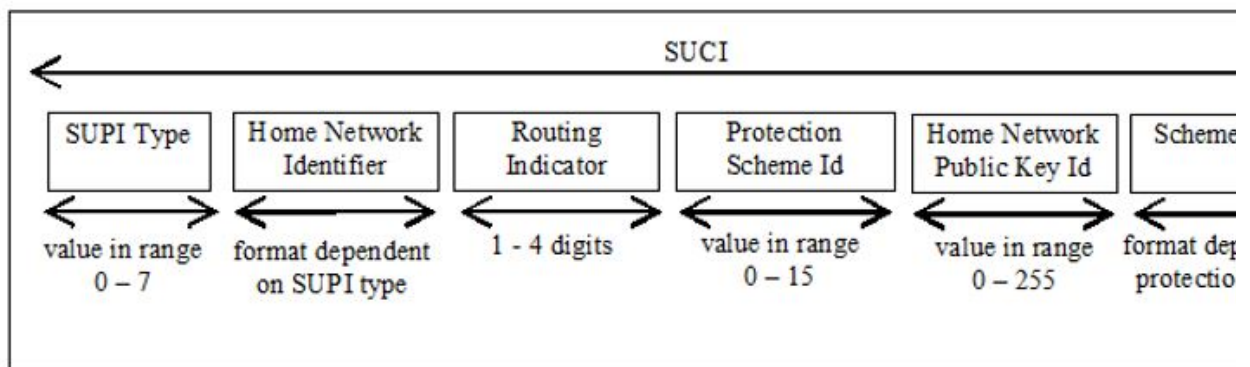 SUCI
SUPI Type
Home Network
Identifier
Routing
Indicator
Protection
Scheme Id
Home Network
Public Key Id
Scheme
value in range
0 – 7
format dependent
on SUPI type
1 - 4 digits
value in range
0 – 15
value in range
0 – 255
format dep
protectio